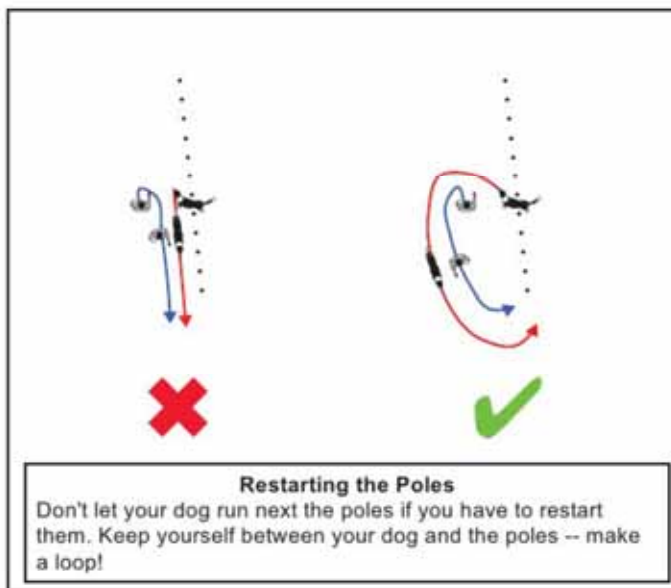 Restarting the Poles
Don't let your dog run next the poles if you have to restart
them. Keep yourself between your dog and the poles -- make
a loop!